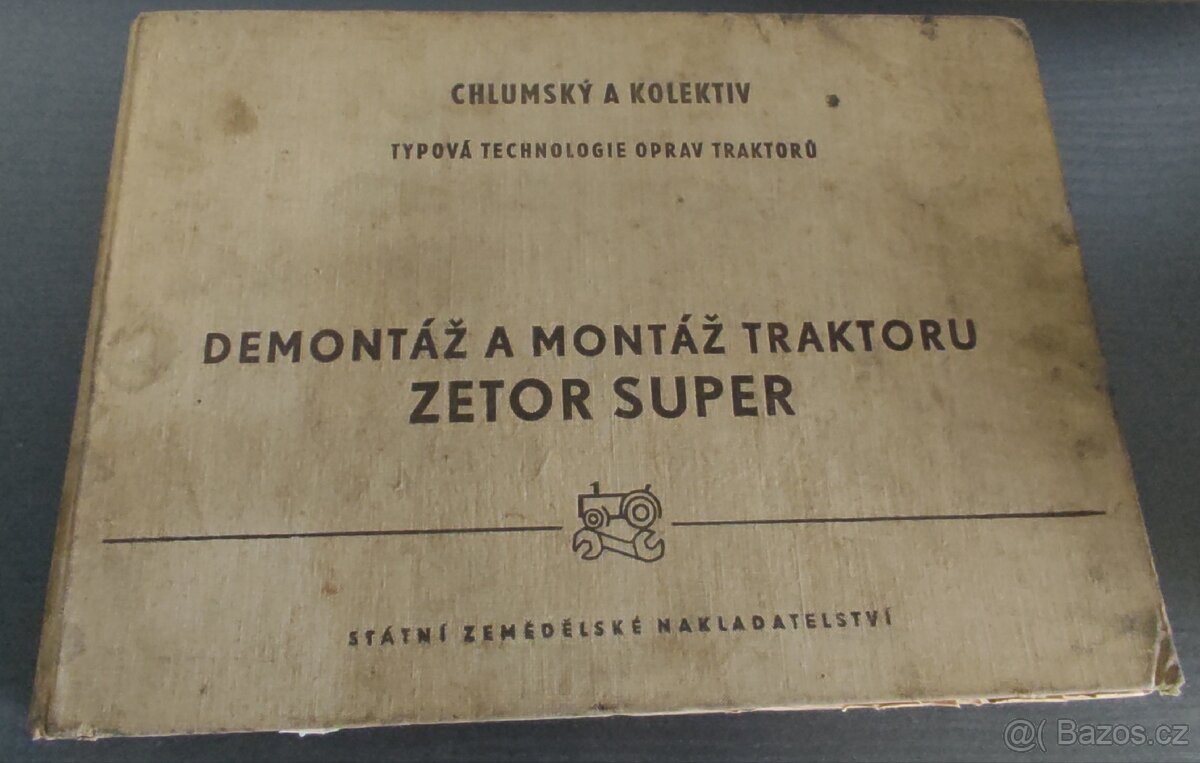 CHLUMSKÝ A KOLEKTIV
TYPOVÁ TECHNOLOGIE OPRAV TRAKTORŮ
DEMONTÁŽ A MONTÁŽ TRAKTORU
ZETOR SUPER
STÁTNÍ ZEMĚDĚLSKÉ NAKLADATELSTVÍ
@( Bazos.cz